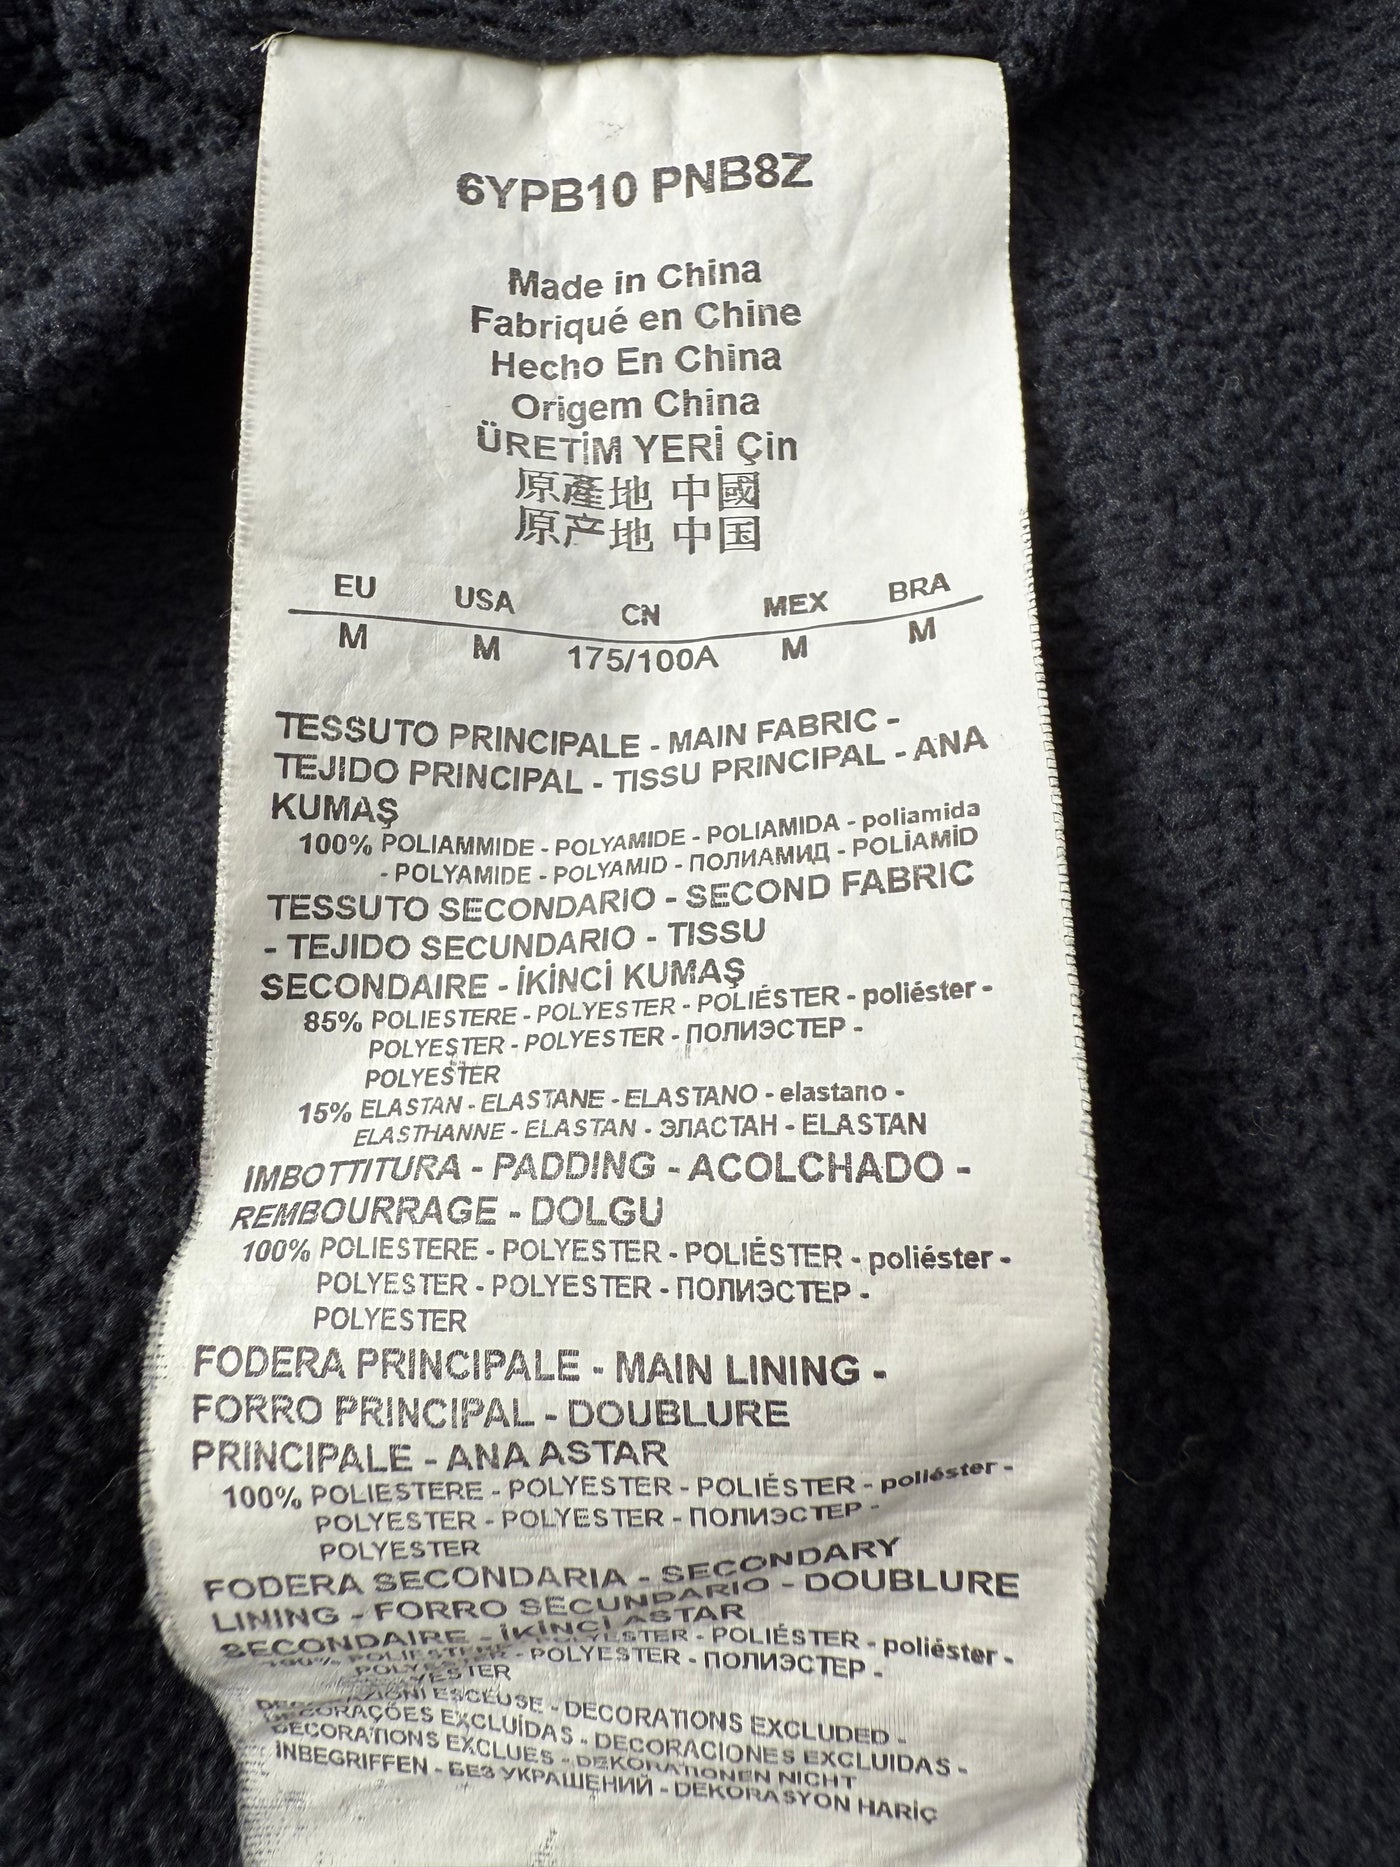 6YPB10 PNB8Z
Made in China
Fabriqué en Chine
Hecho En China
Origem China
ÜRETİM YERİ Çin
原產地 中國
原产地 中国
EU USA CN MEX BRA
M M 175/100A M M
TESSUTO PRINCIPALE - MAIN FABRIC -
TEJIDO PRINCIPAL - TISSU PRINCIPAL - ANA
KUMAŞ
100% POLIAMMIDE - POLYAMIDE - POLIAMIDA - poliamida
- POLYAMIDE - POLYAMID - ПОЛИАМИД - POLİAMİD
TESSUTO SECONDARIO - SECOND FABRIC
- TEJIDO SECUNDARIO - TISSU
SECONDAIRE - İKİNCİ KUMAŞ
85% POLIESTERE - POLYESTER - POLIÉSTER - poliéster -
POLYESTER - POLYESTER - ПОЛИЭСТЕР -
POLYESTER
15% ELASTAN - ELASTANE - ELASTANO - elastano -
ELASTHANNE - ELASTAN - ЭЛАСТАН - ELASTAN
IMBOTTITURA - PADDING - ACOLCHADO -
REMBOURRAGE - DOLGU
100% POLIESTERE - POLYESTER - POLIÉSTER - poliéster -
POLYESTER - POLYESTER - ПОЛИЭСТЕР -
POLYESTER
FODERA PRINCIPALE - MAIN LINING -
FORRO PRINCIPAL - DOUBLURE
PRINCIPALE - ANA ASTAR
100% POLIESTERE - POLYESTER - POLIÉSTER - poliéster -
POLYESTER - POLYESTER - ПОЛИЭСТЕР -
POLYESTER
FODERA SECONDARIA - SECONDARY
LINING - FORRO SECUNDARIO - DOUBLURE
SECONDAIRE - İKİNCİ ASTAR
100% POLIESTERE - POLYESTER - POLIÉSTER - poliéster -
POLYESTER - POLYESTER - ПОЛИЭСТЕР -
POLYESTER
DECORAZIONI ESCLUSE - DECORATIONS EXCLUDED -
DECORAÇÕES EXCLUÍDAS - DECORACIONES EXCLUIDAS -
DECORATIONS EXCLUES - DEKORATIONEN NICHT
INBEGRIFFEN - БЕЗ УКРАШЕНИЙ - DEKORASYON HARİÇ